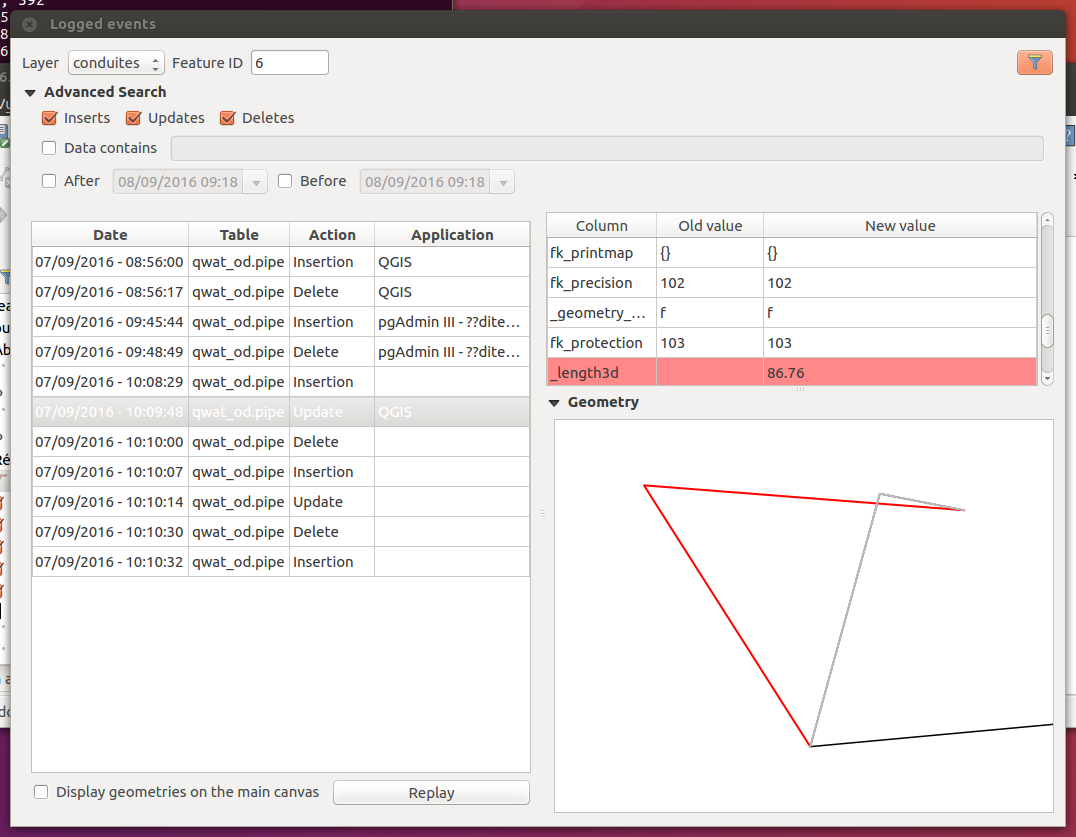 , 392
5
8
6
Logged events
Layer conduites Feature ID 6
Advanced Search
Inserts Updates Deletes
Data contains
After 08/09/2016 09:18 Before 08/09/2016 09:18
Date Table Action Application
07/09/2016 - 08:56:00 qwat_od.pipe Insertion QGIS
07/09/2016 - 08:56:17 qwat_od.pipe Delete QGIS
07/09/2016 - 09:45:44 qwat_od.pipe Insertion pgAdmin III - ??dite...
07/09/2016 - 09:48:49 qwat_od.pipe Delete pgAdmin III - ??dite...
07/09/2016 - 10:08:29 qwat_od.pipe Insertion
07/09/2016 - 10:09:48 qwat_od.pipe Update QGIS
07/09/2016 - 10:10:00 qwat_od.pipe Delete
07/09/2016 - 10:10:07 qwat_od.pipe Insertion
07/09/2016 - 10:10:14 qwat_od.pipe Update
07/09/2016 - 10:10:30 qwat_od.pipe Delete
07/09/2016 - 10:10:32 qwat_od.pipe Insertion
Display geometries on the main canvas Replay
Column Old value New value
fk_printmap {} {}
fk_precision 102 102
_geometry_... f f
fk_protection 103 103
_length3d 86.76
Geometry